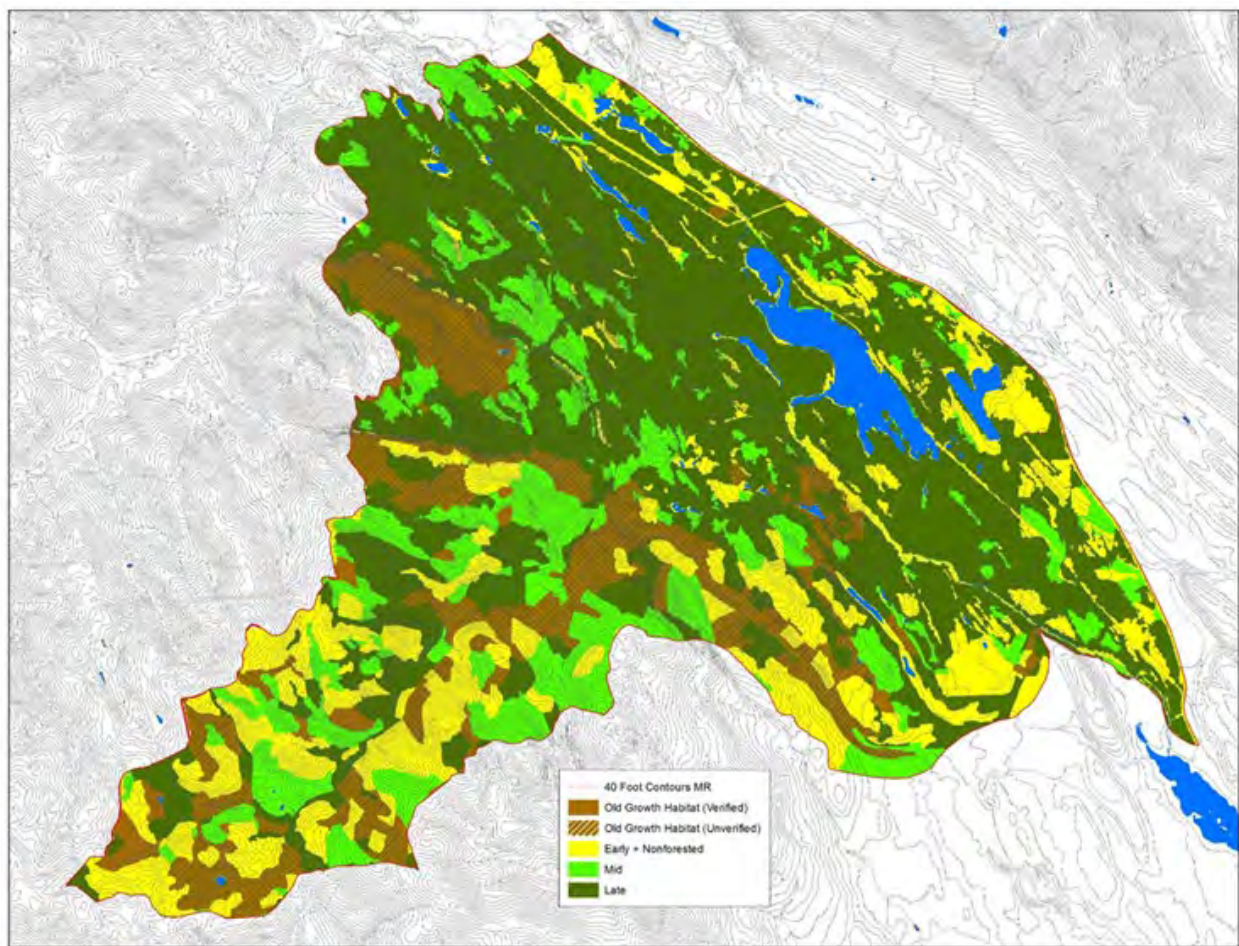 40 Foot Contours MR
Old Growth Habitat (Verified)
Old Growth Habitat (Unverified)
Early + Nonforested
Mid
Late